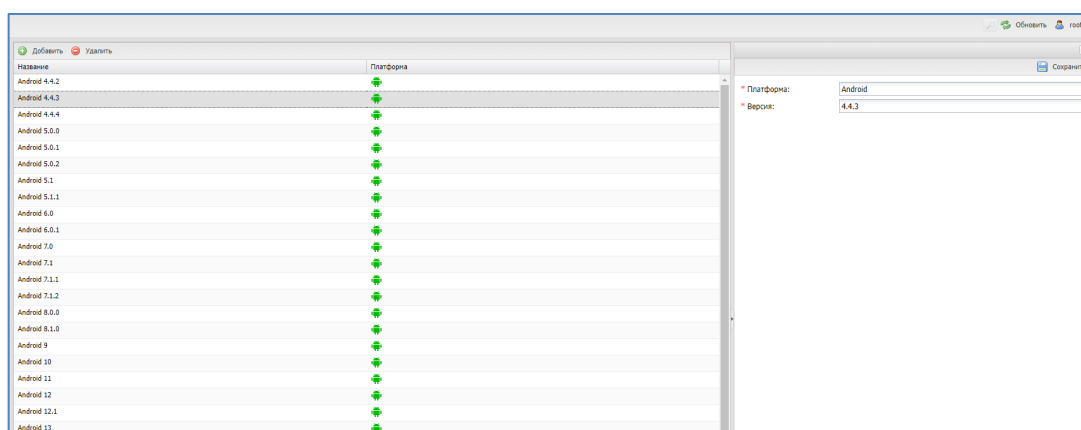 Обновить root
Добавить Удалить
Название Платформа
Сохранить
Android 4.4.2
Android 4.4.3
Android 4.4.4
Android 5.0.0
Android 5.0.1
Android 5.0.2
Android 5.1
Android 5.1.1
Android 6.0
Android 6.0.1
Android 7.0
Android 7.1
Android 7.1.1
Android 7.1.2
Android 8.0.0
Android 8.1.0
Android 9
Android 10
Android 11
Android 12
Android 12.1
Android 13
* Платформа: Android
* Версия: 4.4.3